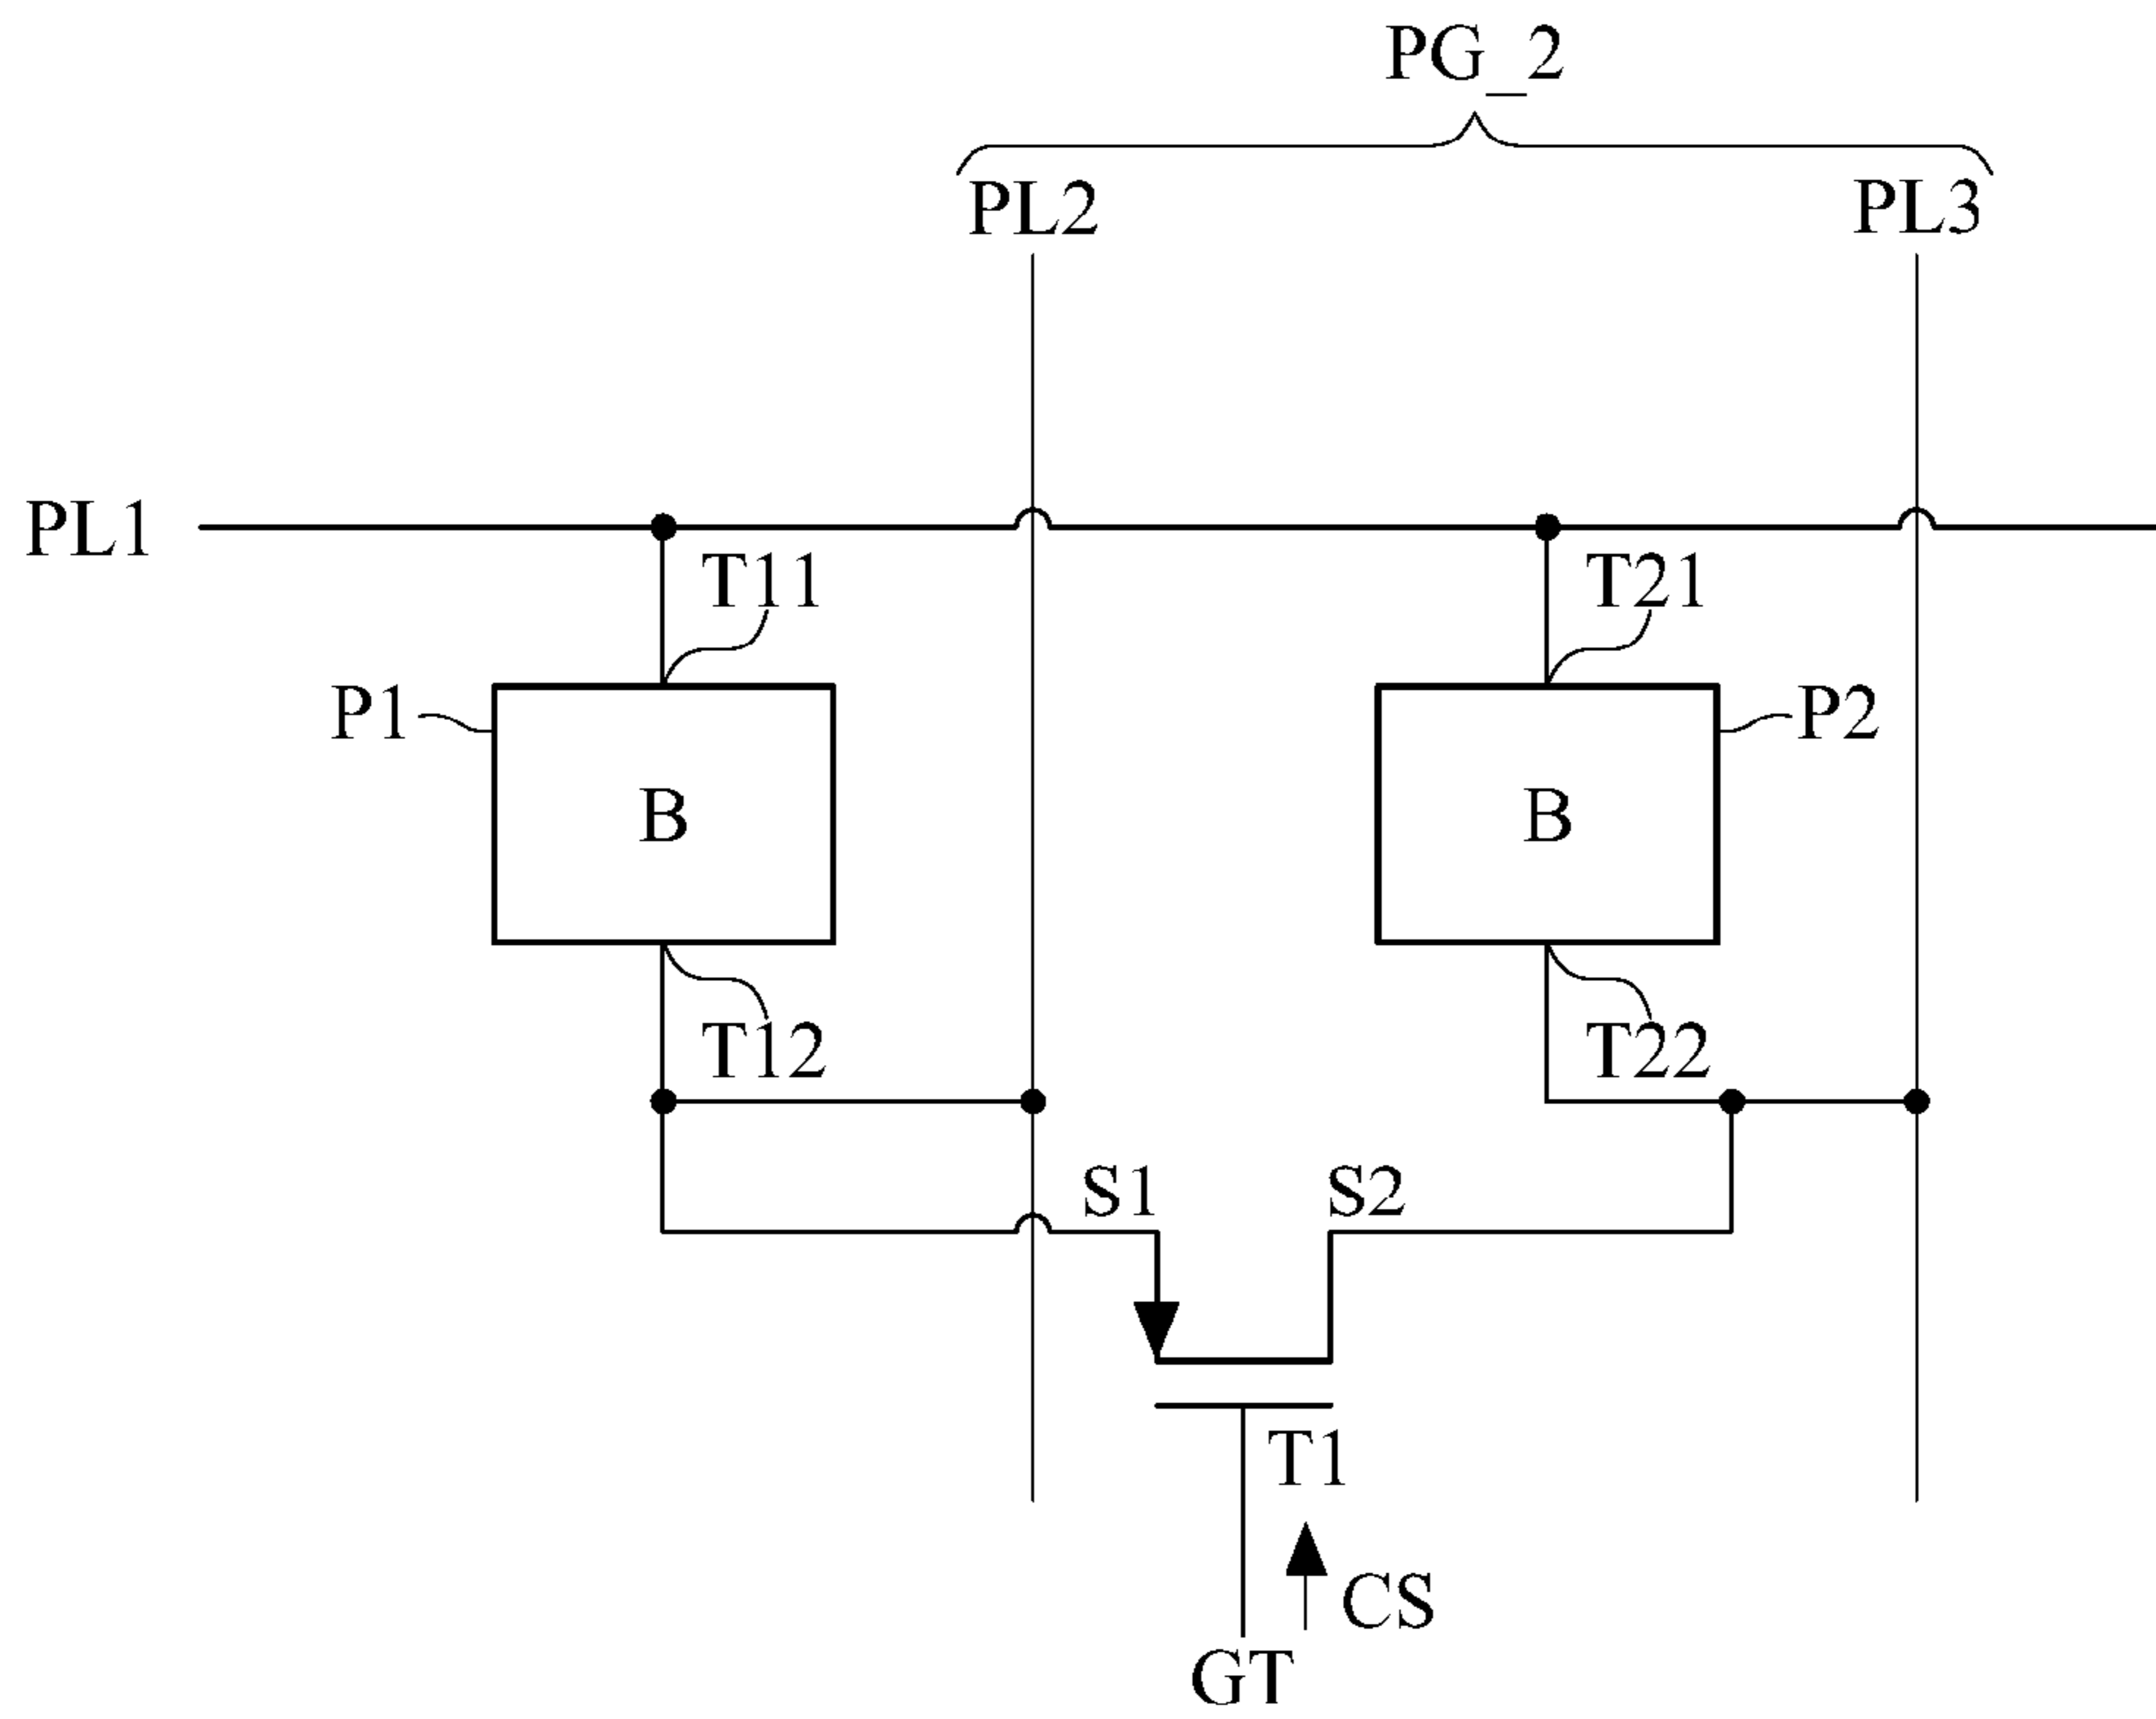 PG_2
PL2 PL3
PL1
T11 T21
P1 P2
B B
T12 T22
S1 S2
T1
CS
GT